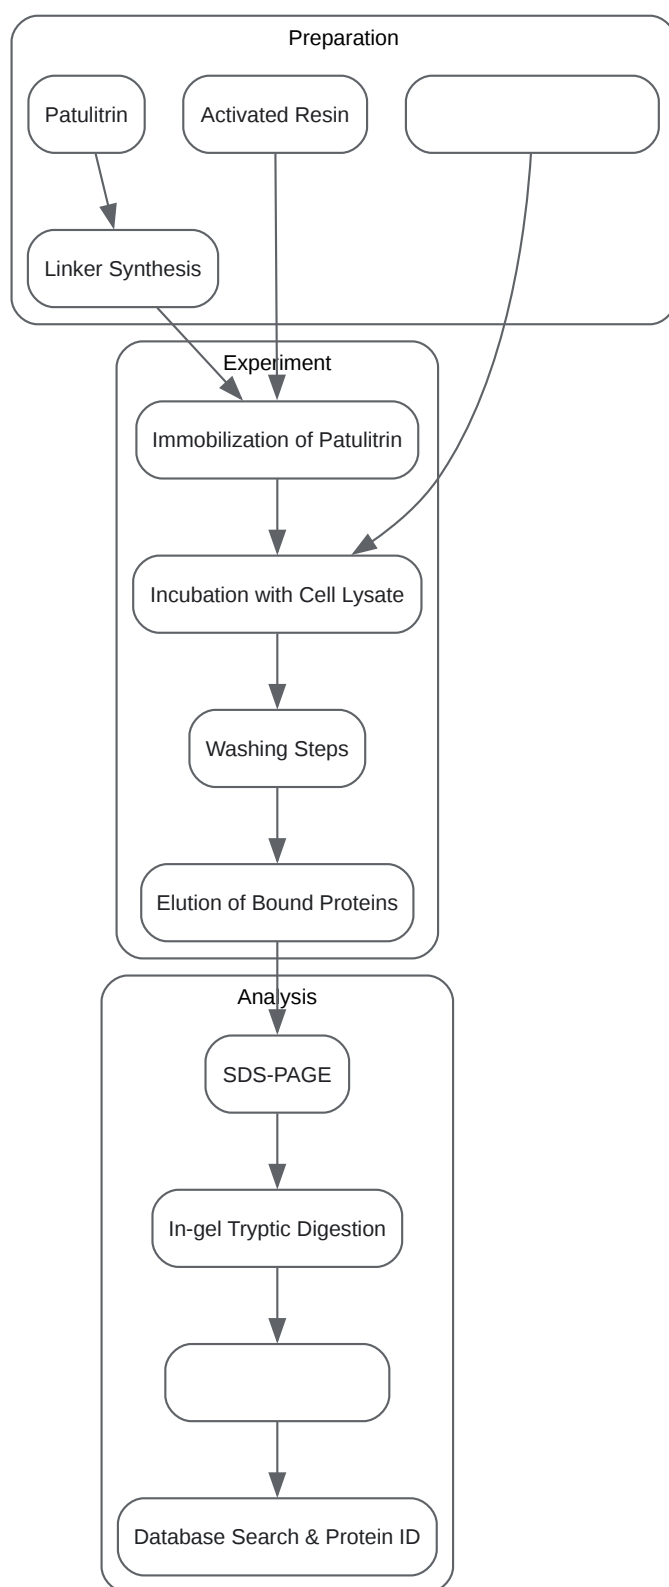 Preparation
Patulitrin
Activated Resin
Linker Synthesis
Experiment
Immobilization of Patulitrin
Incubation with Cell Lysate
Washing Steps
Elution of Bound Proteins
Analysis
SDS-PAGE
In-gel Tryptic Digestion
Database Search & Protein ID